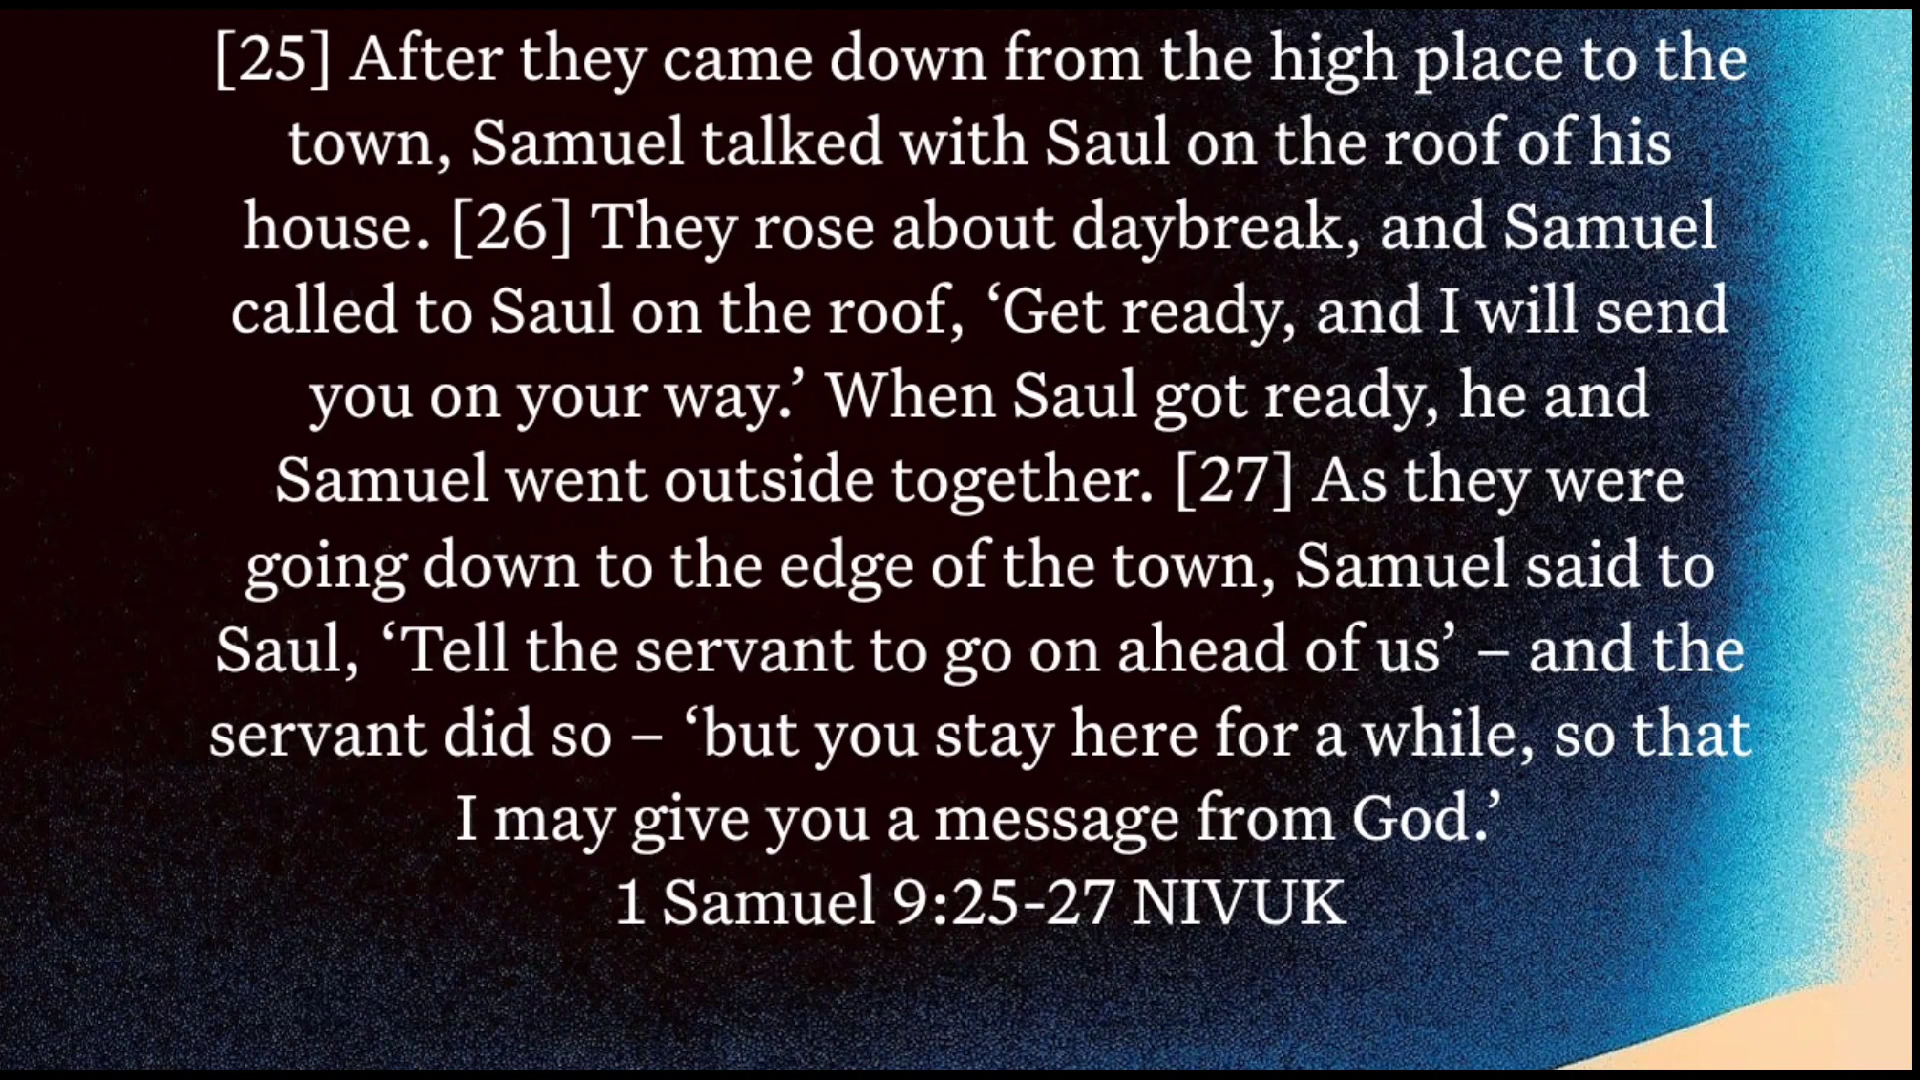 [25] After they came down from the high place to the
town, Samuel talked with Saul on the roof of his
house. [26] They rose about daybreak, and Samuel
called to Saul on the roof, ‘Get ready, and I will send
you on your way.’ When Saul got ready, he and
Samuel went outside together. [27] As they were
going down to the edge of the town, Samuel said to
Saul, ‘Tell the servant to go on ahead of us’ – and the
servant did so – ‘but you stay here for a while, so that
I may give you a message from God.’
1 Samuel 9:25-27 NIVUK